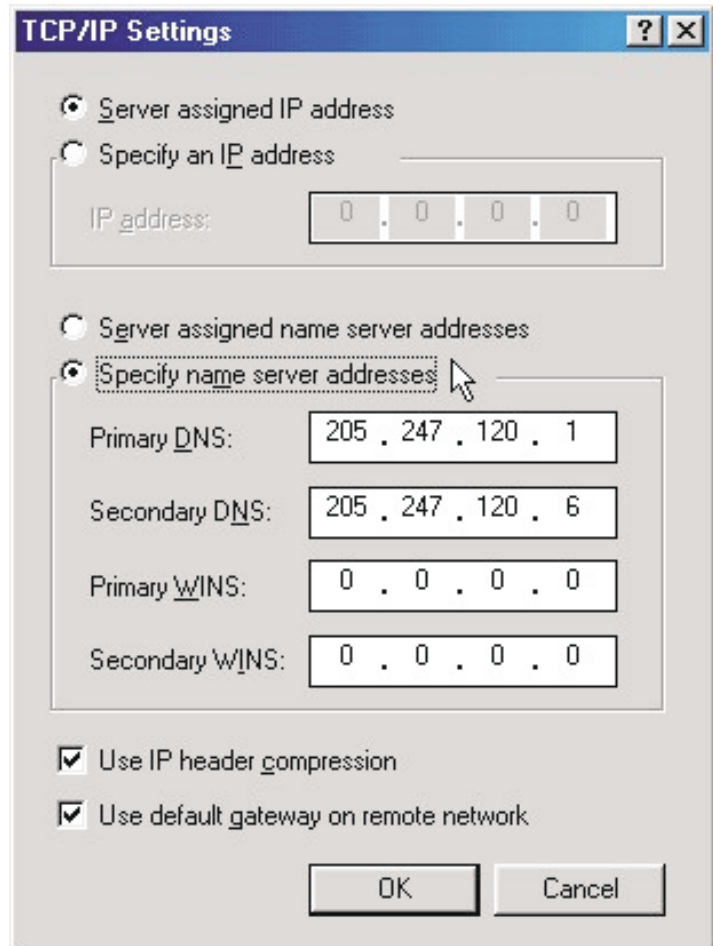 TCP/IP Settings
Server assigned IP address
Specify an IP address
IP address: 0 . 0 . 0 . 0
Server assigned name server addresses
Specify name server addresses
Primary DNS: 205 . 247 . 120 . 1
Secondary DNS: 205 . 247 . 120 . 6
Primary WINS: 0 . 0 . 0 . 0
Secondary WINS: 0 . 0 . 0 . 0
Use IP header compression
Use default gateway on remote network
OK Cancel